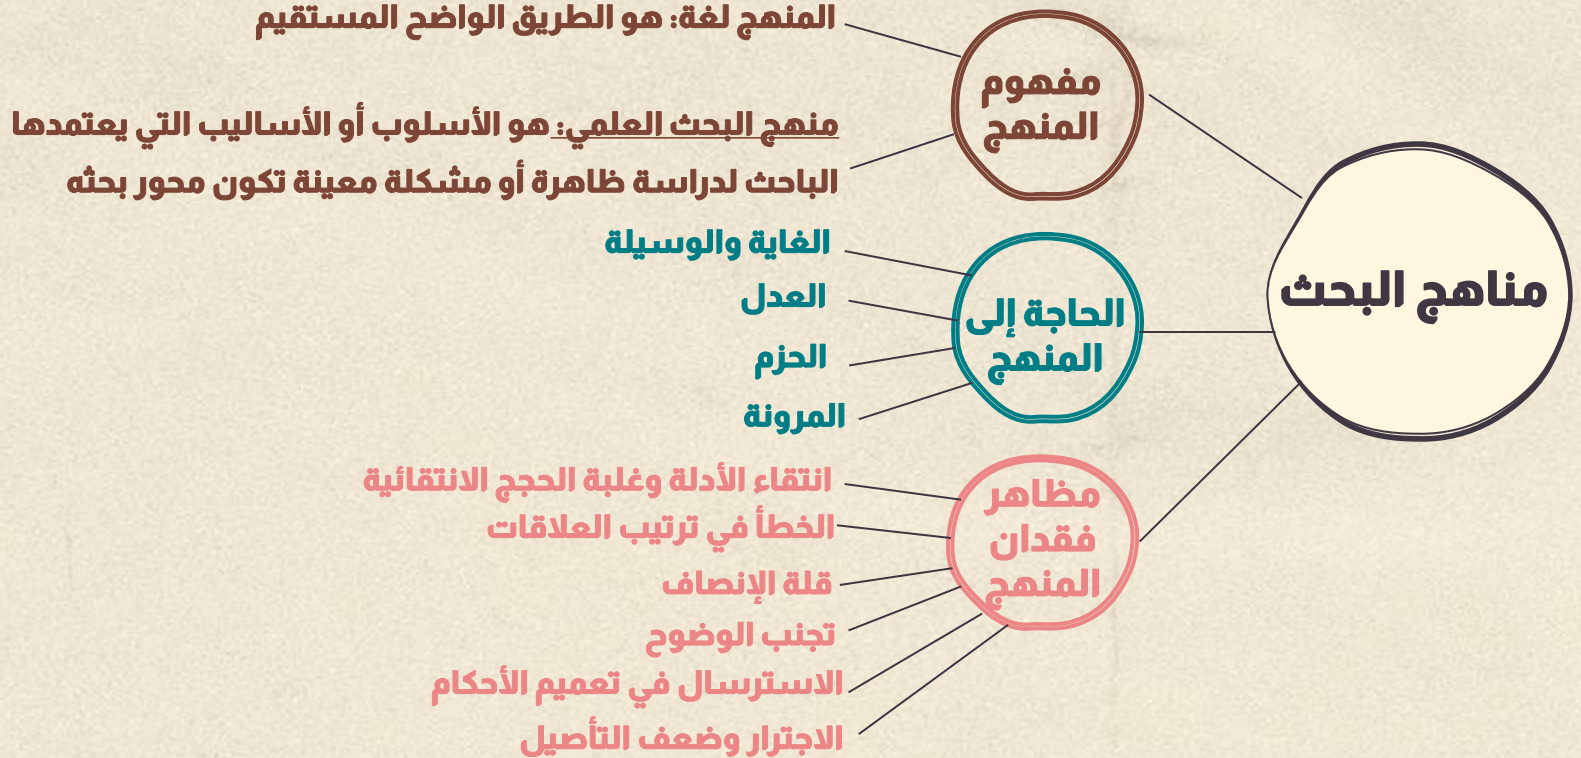 مناهج البحث
مفهوم
المنهج
المنهج لغة: هو الطريق الواضح المستقيم
منهج البحث العلمي: هو الأسلوب أو الأساليب التي يعتمدها
الباحث لدراسة ظاهرة أو مشكلة معينة تكون محور بحثه
الحاجة إلى
المنهج
الغاية والوسيلة
العدل
الحزم
المرونة
مظاهر
فقدان
المنهج
انتقاء الأدلة وغلبة الحجج الانتقائية
الخطأ في ترتيب العلاقات
قلة الإنصاف
تجنب الوضوح
الاسترسال في تعميم الأحكام
الاجترار وضعف التأصيل